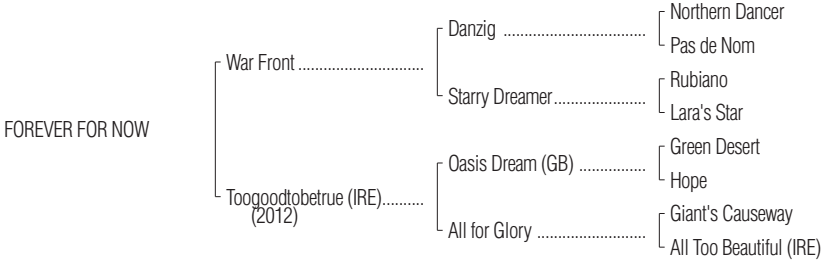 Northern Dancer
Danzig ..................................
Pas de Nom
War Front ..............................
Rubiano
Starry Dreamer......................
Lara's Star
FOREVER FOR NOW
Green Desert
Oasis Dream (GB) ................
Hope
Toogoodtobetrue (IRE)..........
(2012)
Giant's Causeway
All for Glory ..........................
All Too Beautiful (IRE)